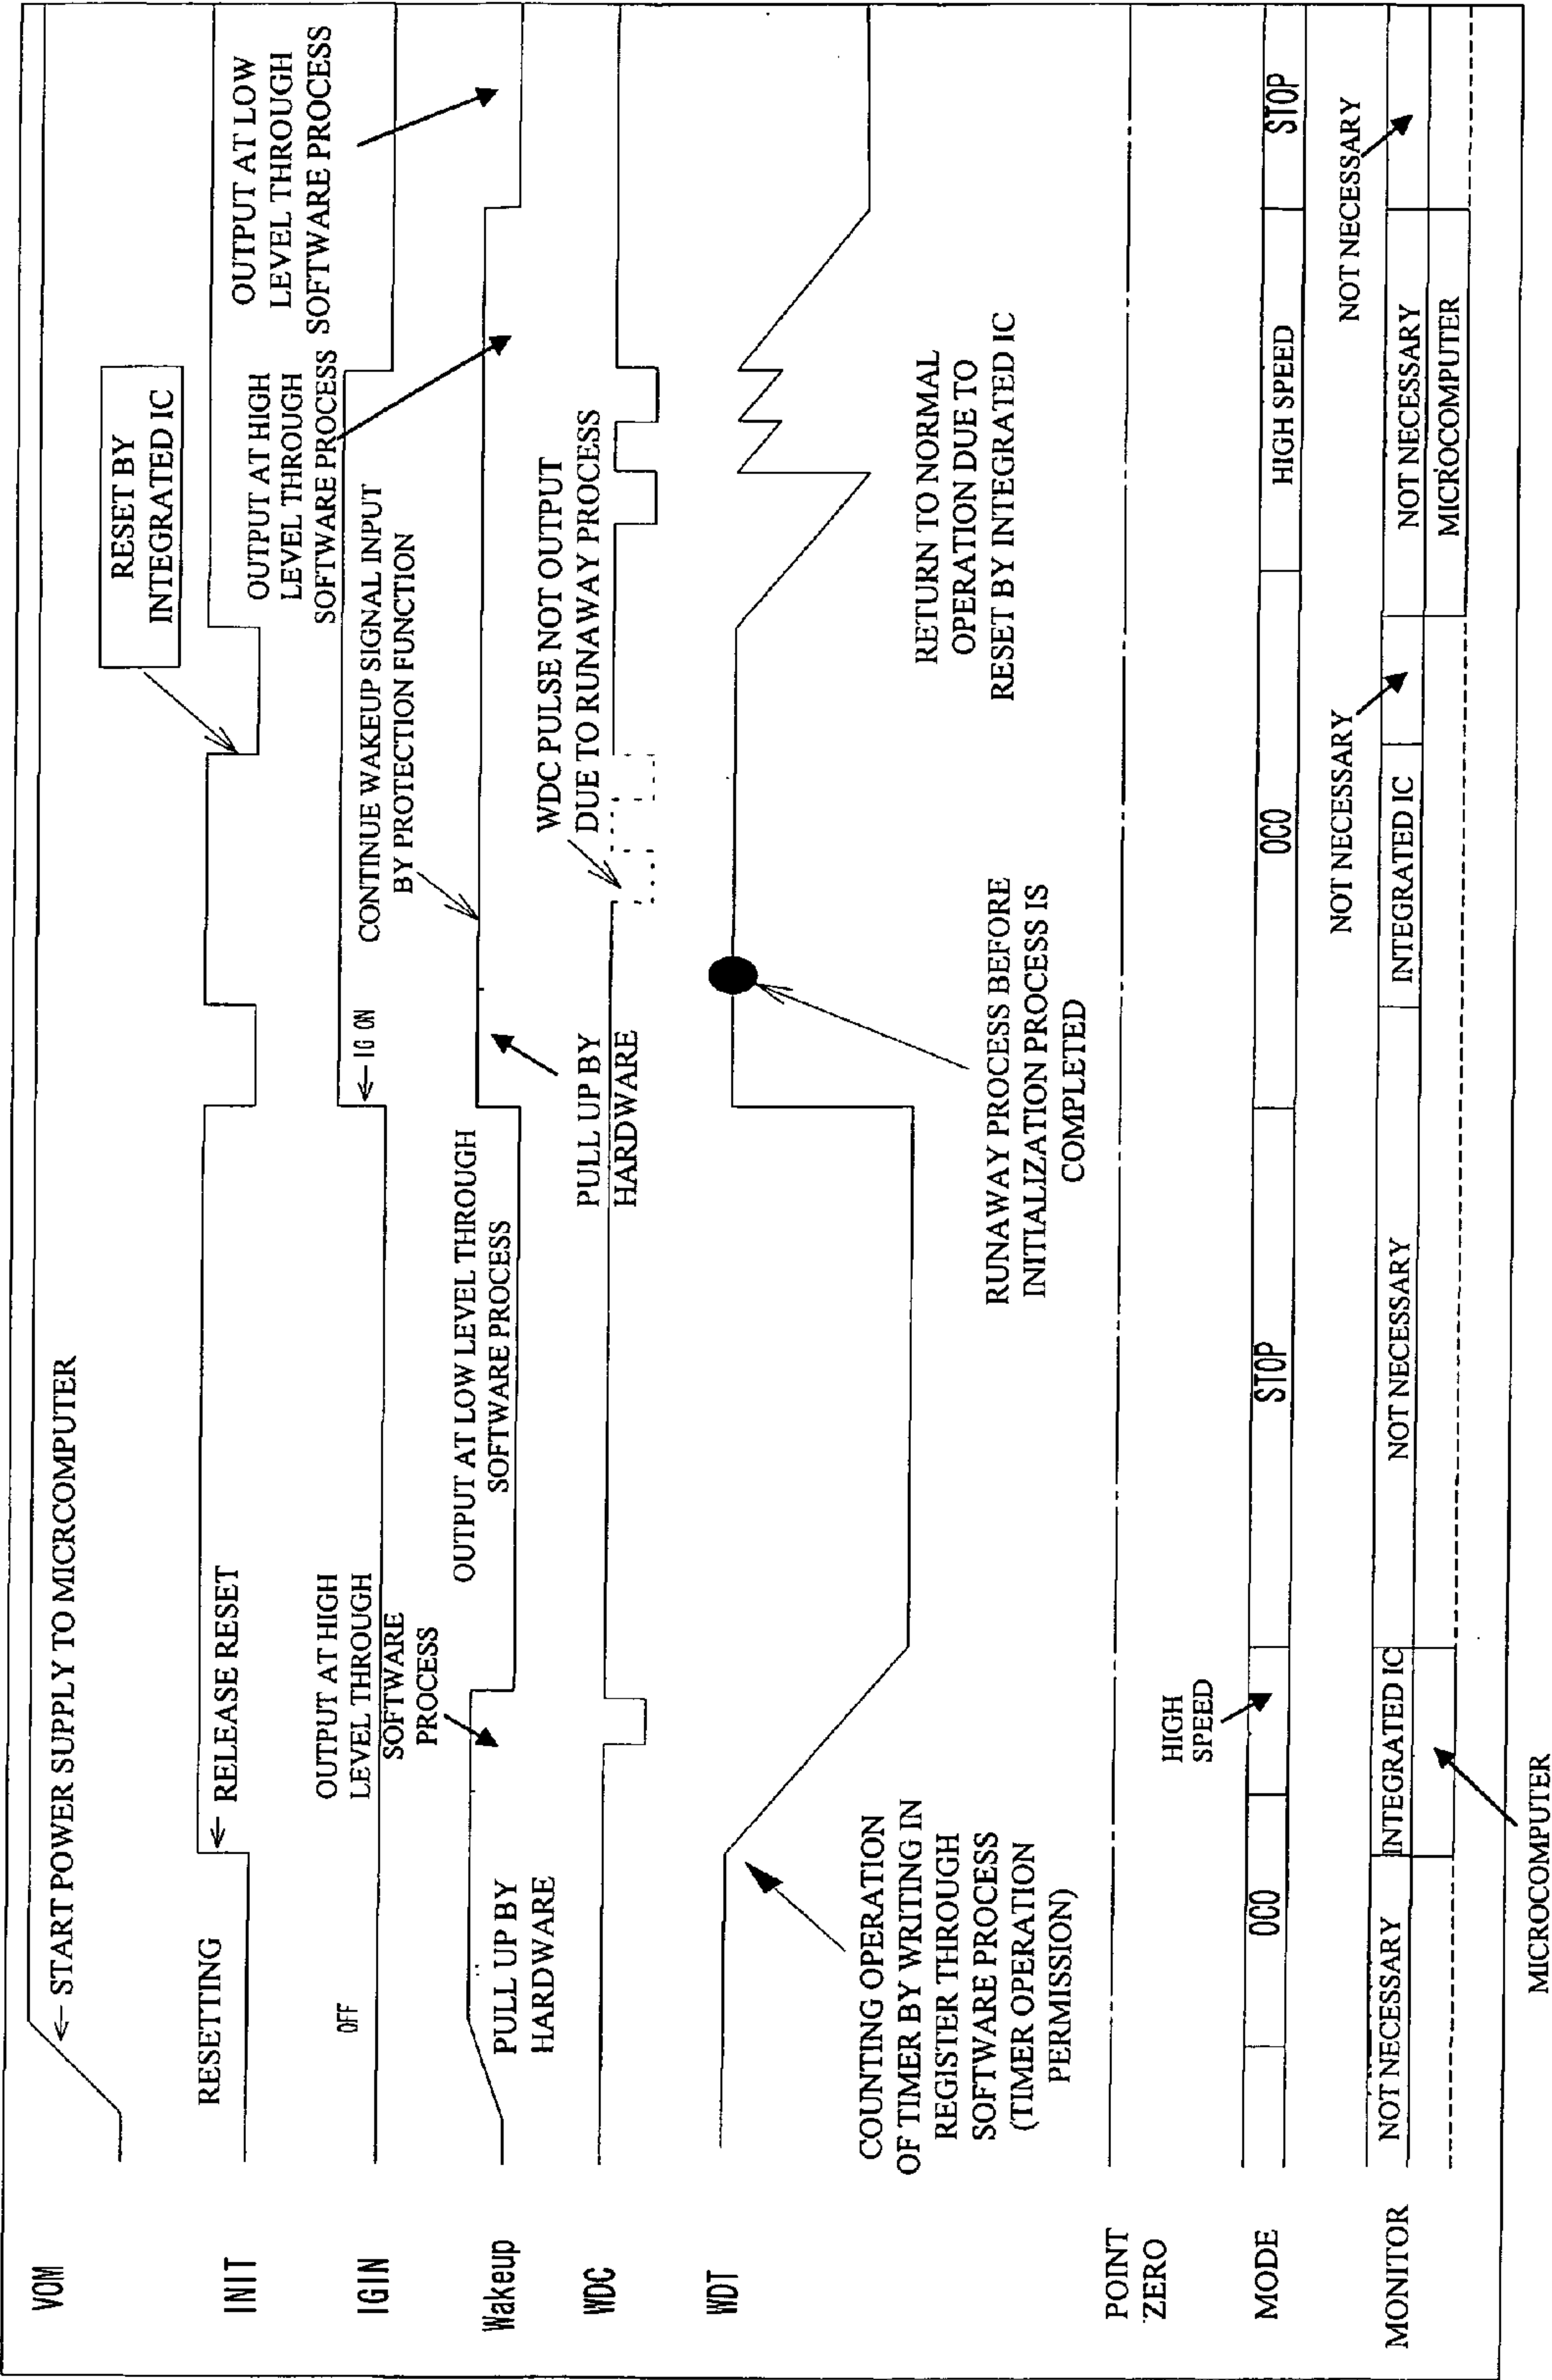 VOM
← START POWER SUPPLY TO MICRCOMPUTER
INIT
RESETTING
← RELEASE RESET
RESET BY
INTEGRATED IC
IGIN
OFF
← IG ON
OUTPUT AT HIGH
LEVEL THROUGH
SOFTWARE
PROCESS
CONTINUE WAKEUP SIGNAL INPUT
BY PROTECTION FUNCTION
OUTPUT AT HIGH
LEVEL THROUGH
SOFTWARE PROCESS
OUTPUT AT LOW
LEVEL THROUGH
SOFTWARE PROCESS
Wakeup
PULL UP BY
HARDWARE
OUTPUT AT LOW LEVEL THROUGH
SOFTWARE PROCESS
PULL UP BY
HARDWARE
WDC
WDC PULSE NOT OUTPUT
DUE TO RUNAWAY PROCESS
WDT
COUNTING OPERATION
OF TIMER BY WRITING IN
REGISTER THROUGH
SOFTWARE PROCESS
(TIMER OPERATION
PERMISSION)
RUNAWAY PROCESS BEFORE
INITIALIZATION PROCESS IS
COMPLETED
RETURN TO NORMAL
OPERATION DUE TO
RESET BY INTEGRATED IC
POINT
ZERO
MODE
OCO
HIGH
SPEED
STOP
OCO
HIGH SPEED
STOP
MONITOR
NOT NECESSARY
INTEGRATED IC
MICROCOMPUTER
NOT NECESSARY
INTEGRATED IC
NOT NECESSARY
NOT NECESSARY
MICROCOMPUTER
NOT NECESSARY